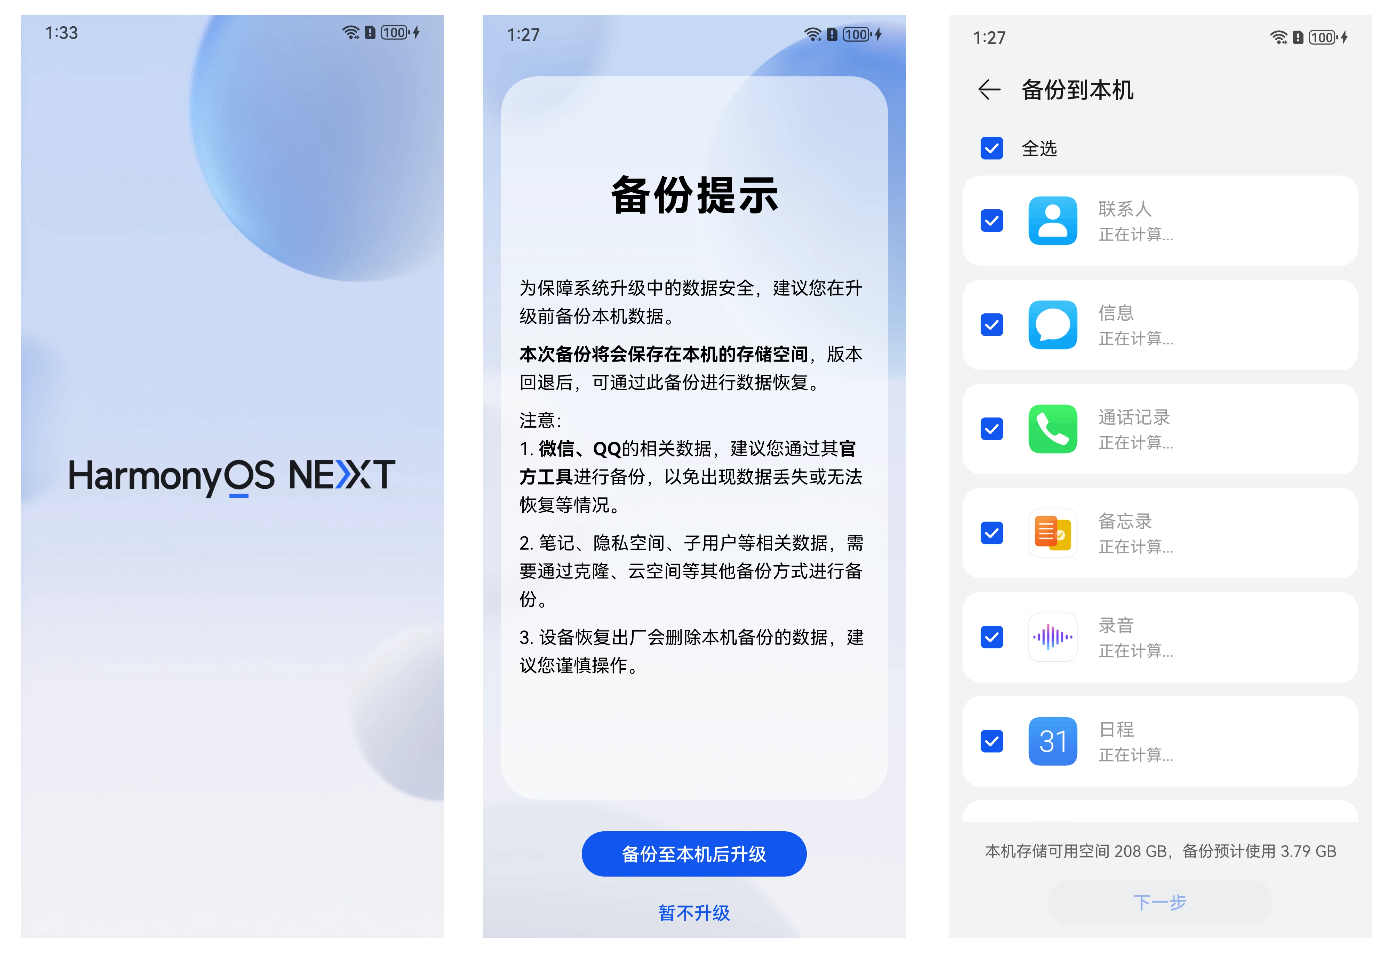 1:33
100
HarmonyOS NEXT
1:27
100
备份提示
为保障系统升级中的数据安全，建议您在升
级前备份本机数据。
本次备份将会保存在本机的存储空间，版本
回退后，可通过此备份进行数据恢复。
注意：
1. 微信、QQ的相关数据，建议您通过其官
方工具进行备份，以免出现数据丢失或无法
恢复等情况。
2. 笔记、隐私空间、子用户等相关数据，需
要通过克隆、云空间等其他备份方式进行备
份。
3. 设备恢复出厂会删除本机备份的数据，建
议您谨慎操作。
备份至本机后升级
暂不升级
1:27
100
备份到本机
全选
联系人
正在计算...
信息
正在计算...
通话记录
正在计算...
备忘录
正在计算...
录音
正在计算...
31
日程
正在计算...
本机存储可用空间 208 GB，备份预计使用 3.79 GB
下一步